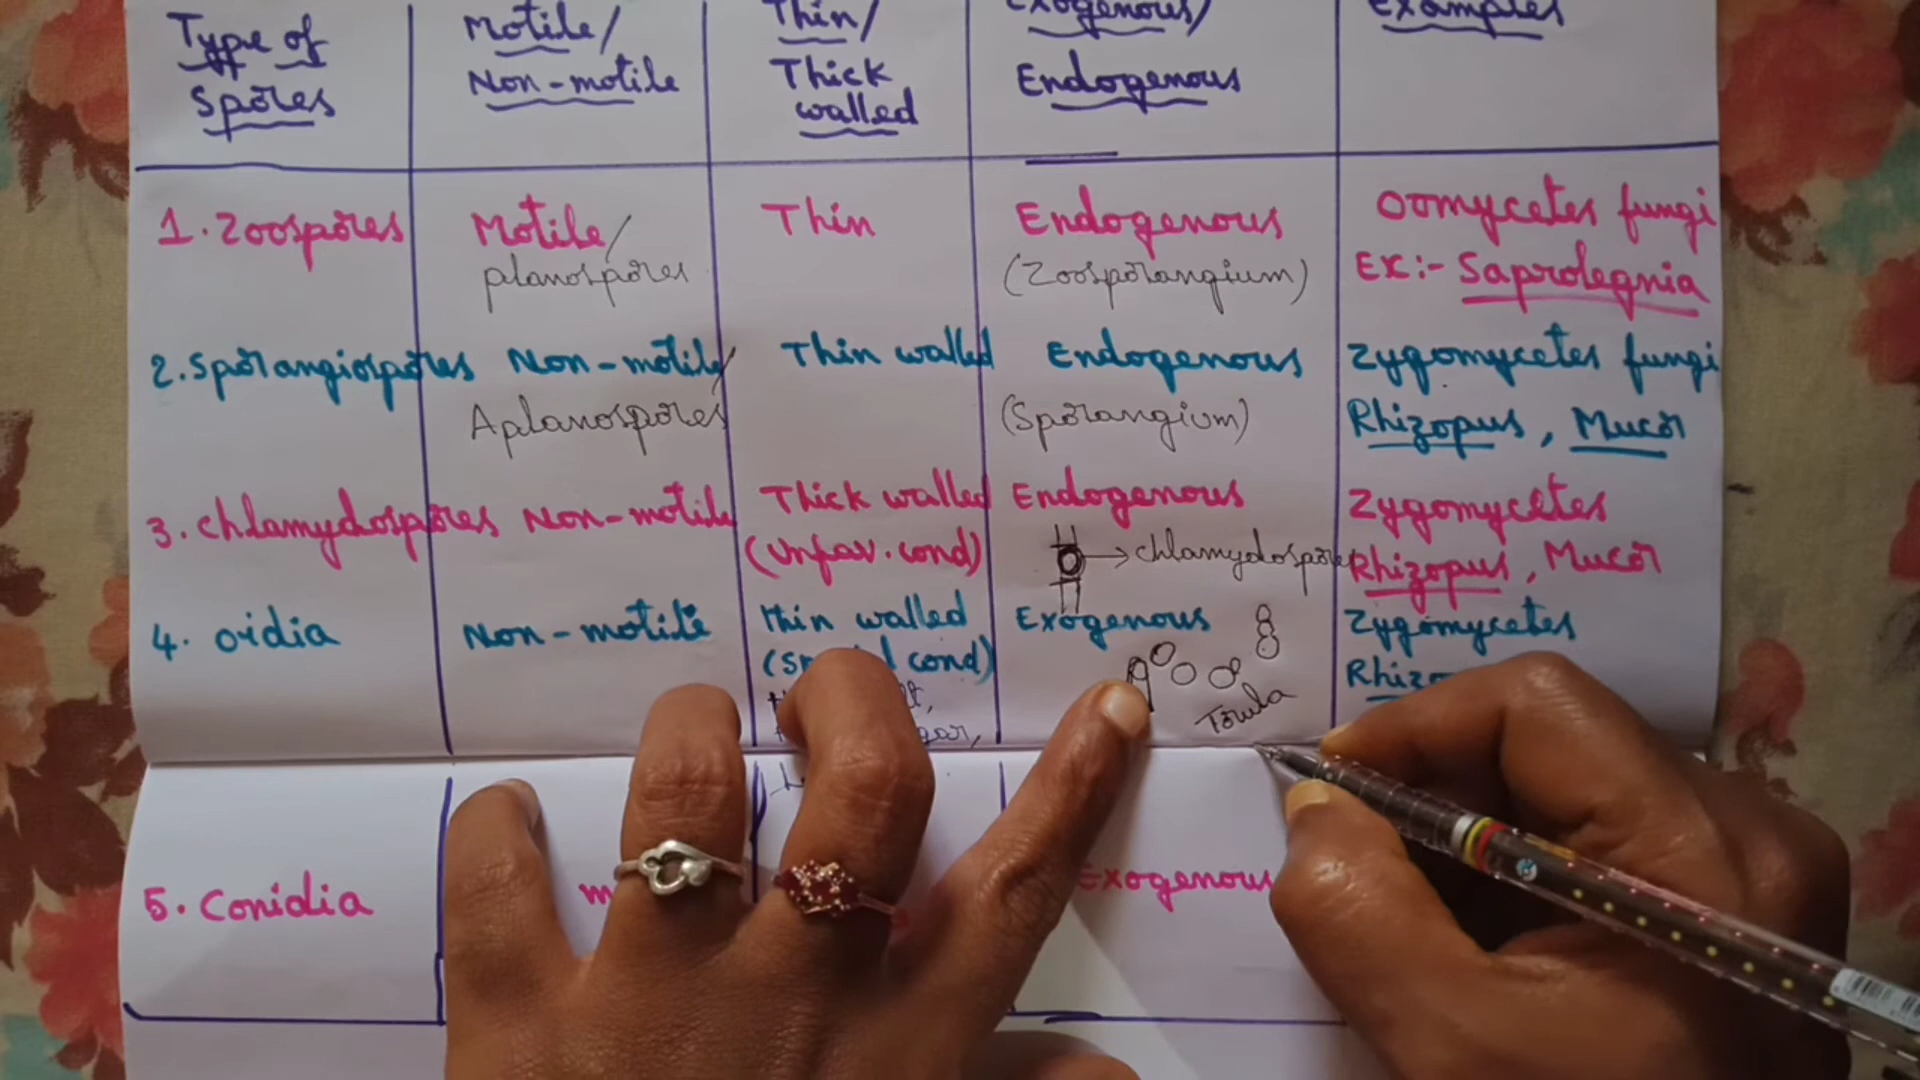 Type of
Spores
Motile/
Non-motile
Thin/
Thick
walled
Exogenous/
Endogenous
Examples
1. Zoospores
Motile/
planospores
Thin
Endogenous
(Zoosporangium)
Oomycetes fungi
Ex:- Saprolegnia
2. Sporangiospores
Non-motile/
Aplanospores
Thin walled
Endogenous
(Sporangium)
Zygomycetes fungi
Rhizopus, Mucor
3. Chlamydospores
Non-motile
Thick walled
(Unfav. cond)
Endogenous
chlamydospore
Zygomycetes
Rhizopus, Mucor
4. oidia
Non-motile
Thin walled
cond)
Exogenous
Torula
Zygomycetes
5. Conidia
Exogenous